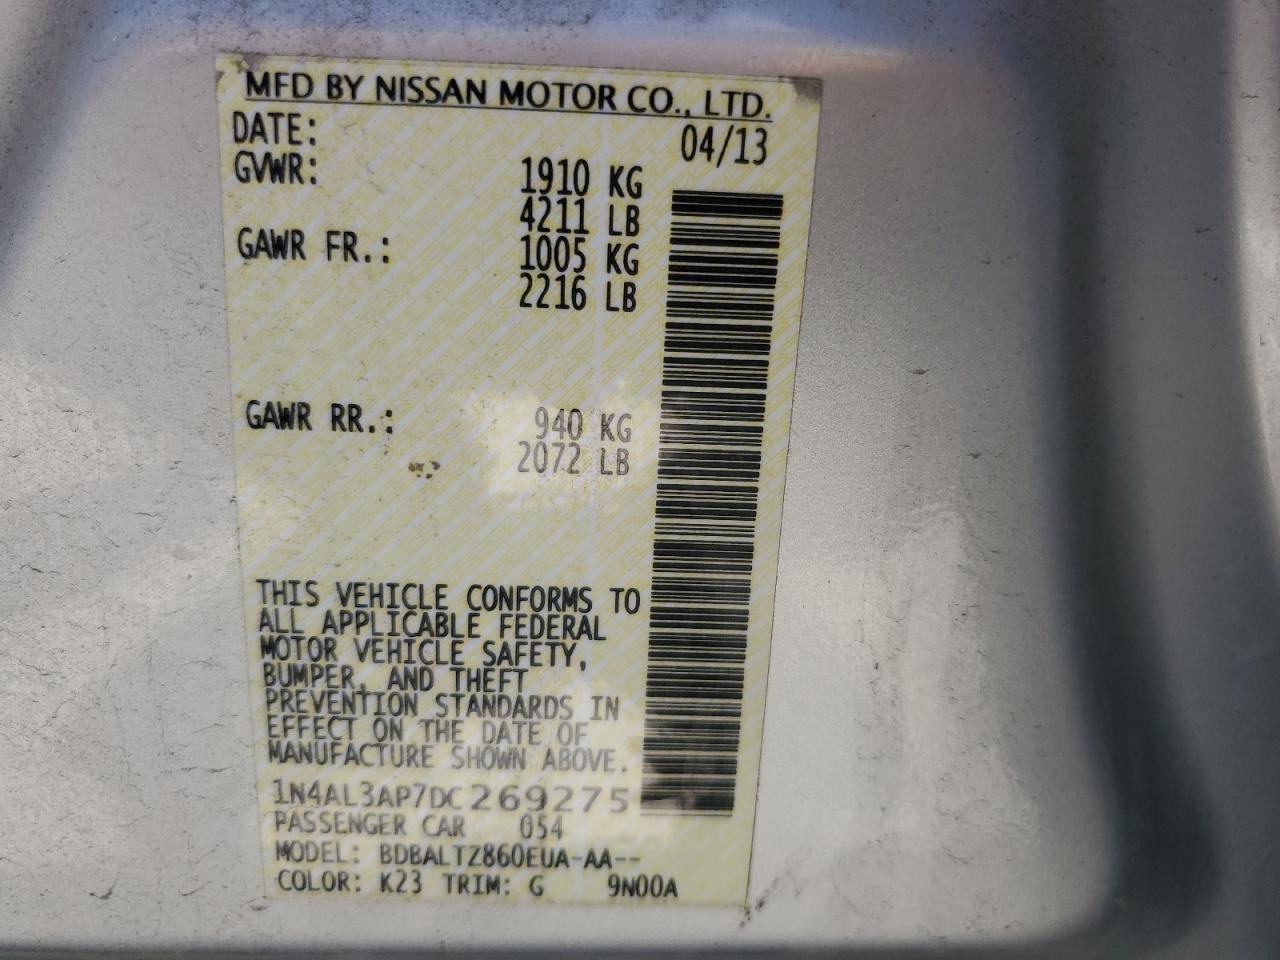 MFD BY NISSAN MOTOR CO., LTD.
DATE: 04/13
GVWR: 1910 KG
4211 LB
GAWR FR.: 1005 KG
2216 LB
GAWR RR.: 940 KG
2072 LB
THIS VEHICLE CONFORMS TO
ALL APPLICABLE FEDERAL
MOTOR VEHICLE SAFETY,
BUMPER, AND THEFT
PREVENTION STANDARDS IN
EFFECT ON THE DATE OF
MANUFACTURE SHOWN ABOVE.
1N4AL3AP7DC269275
PASSENGER CAR 054
MODEL: BDBALTZ860EUA-AA--
COLOR: K23 TRIM: G 9N00A